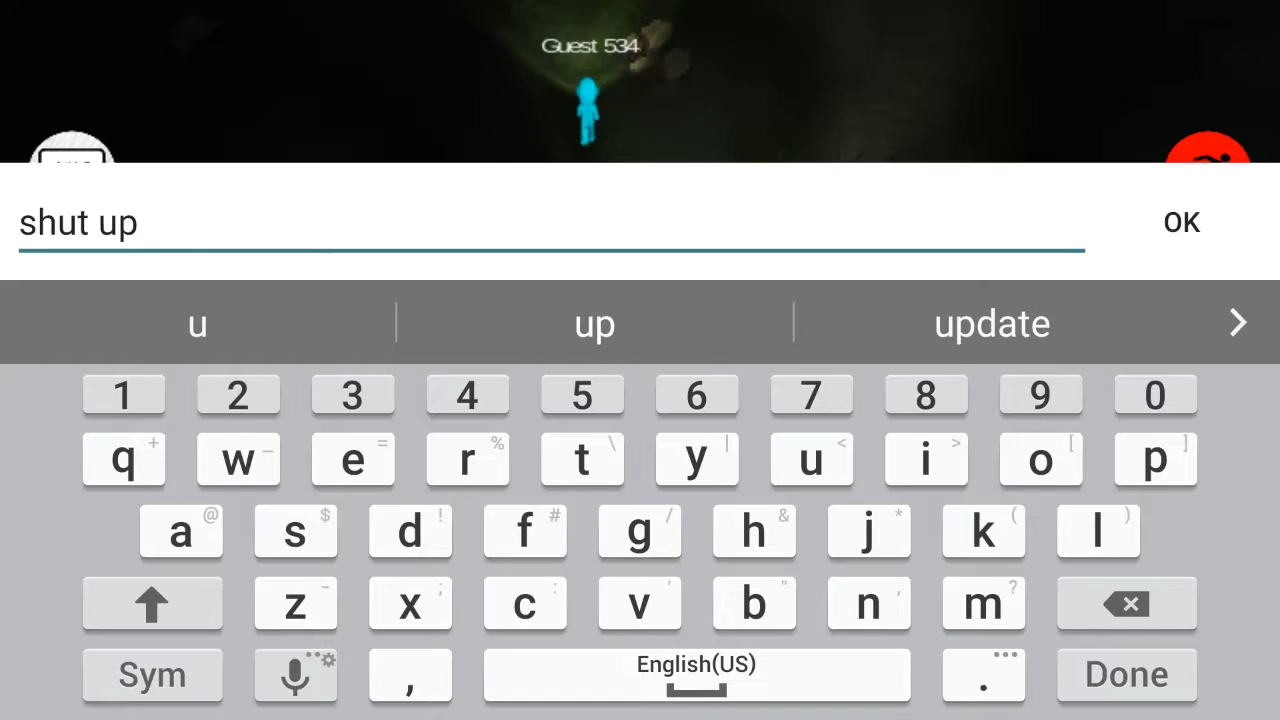 Guest 534
shut up
OK
u up update
1 2 3 4 5 6 7 8 9 0
q + w - e = r % t \ y | u < i > o [ p ]
a @ s $ d ! f # g / h & j * k ( l )
z - x ; c : v ' b " n , m ?
Sym , English(US) . Done